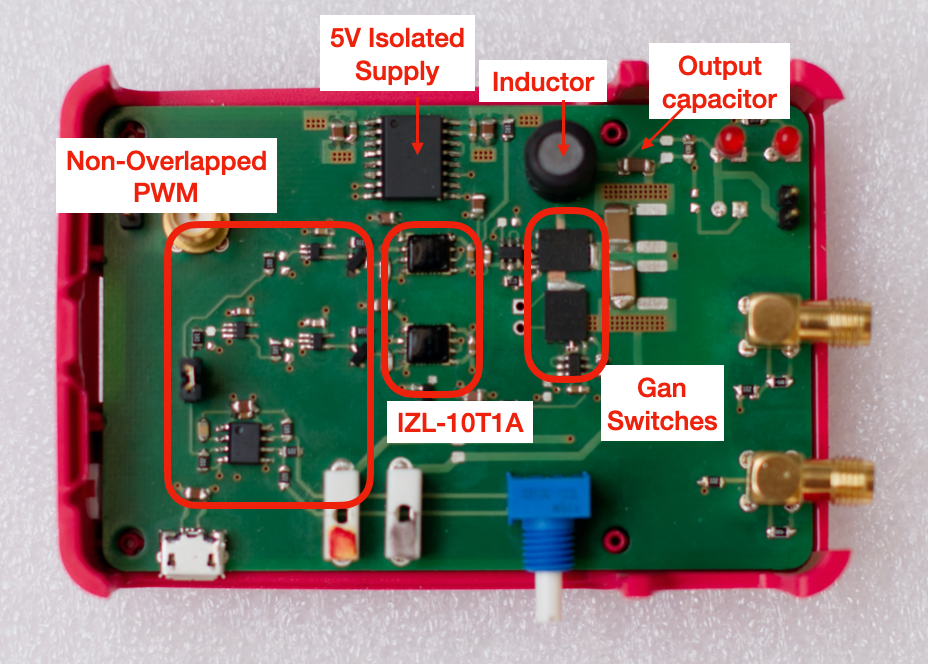 5V Isolated
Supply
Inductor
Output
capacitor
Non-Overlapped
PWM
IZL-10T1A
Gan
Switches